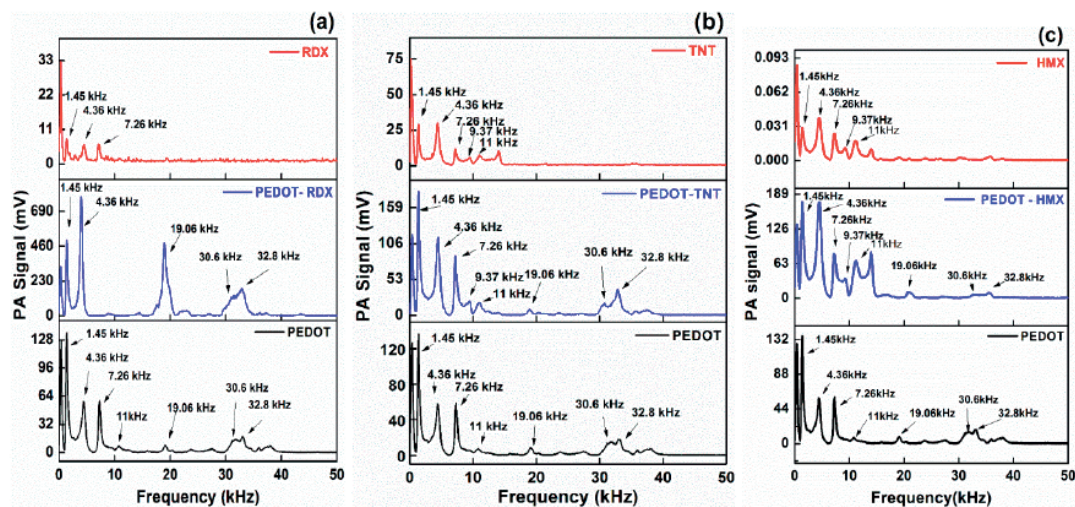 (a)
RDX
33
22
11
0
1.45 kHz
4.36 kHz
7.26 kHz
PEDOT- RDX
690
460
230
0
1.45 kHz
4.36 kHz
19.06 kHz
30.6 kHz
32.8 kHz
PEDOT
128
96
64
32
0
1.45 kHz
4.36 kHz
7.26 kHz
11kHz
19.06 kHz
30.6 kHz
32.8 kHz
PA Signal (mV)
0 10 20 30 40 50
Frequency (kHz)
(b)
TNT
75
50
25
0
1.45 kHz
4.36 kHz
7.26 kHz
9.37 kHz
11 kHz
PEDOT-TNT
159
106
53
0
1.45 kHz
4.36 kHz
7.26 kHz
9.37 kHz
11 kHz
19.06 kHz
30.6 kHz
32.8 kHz
PEDOT
120
80
40
0
1.45 kHz
4.36 kHz
7.26 kHz
11 kHz
19.06 kHz
30.6 kHz
32.8 kHz
PA Signal (mV)
0 10 20 30 40 50
Frequency (kHz)
(c)
HMX
0.093
0.062
0.031
0.000
1.45kHz
4.36kHz
7.26kHz
9.37kHz
11kHz
PEDOT - HMX
189
126
63
0
1.45kHz
4.36kHz
7.26kHz
9.37kHz
11kHz
19.06kHz
30.6kHz
32.8kHz
PEDOT
132
88
44
0
1.45kHz
4.36kHz
7.26kHz
11kHz
19.06kHz
30.6kHz
32.8kHz
PA signal (mV)
0 10 20 30 40 50
Frequency(kHz)